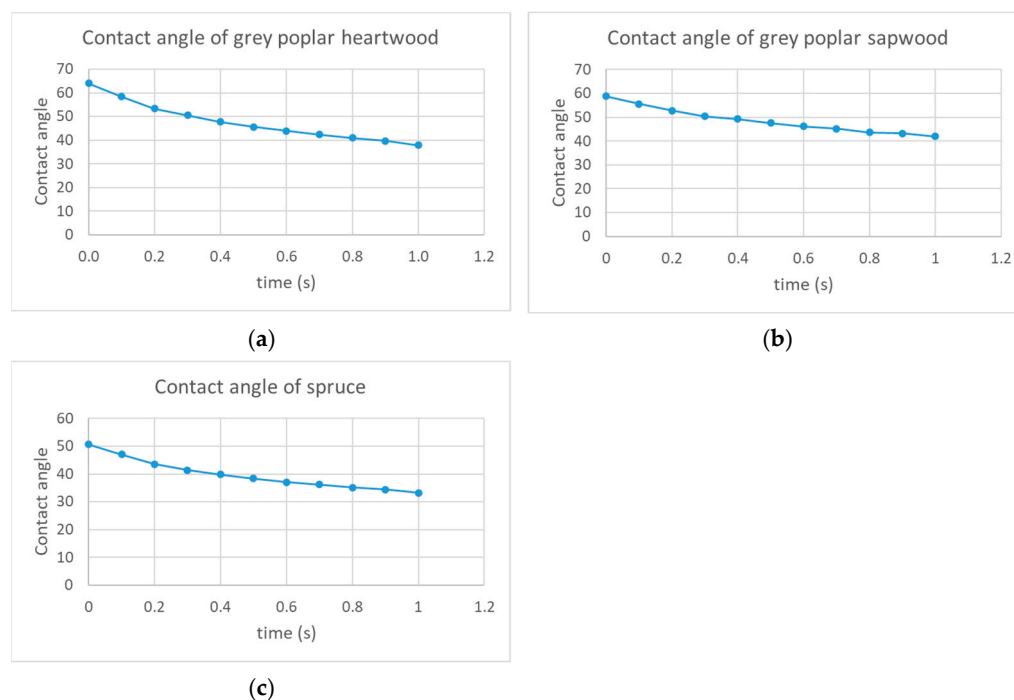 Contact angle of grey poplar heartwood
70
60
50
40
30
20
10
0
Contact angle
0.0 0.2 0.4 0.6 0.8 1.0 1.2
time (s)
(a)
Contact angle of grey poplar sapwood
70
60
50
40
30
20
10
0
Contact angle
0 0.2 0.4 0.6 0.8 1 1.2
time (s)
(b)
Contact angle of spruce
60
50
40
30
20
10
0
Contact angle
0 0.2 0.4 0.6 0.8 1 1.2
time (s)
(c)